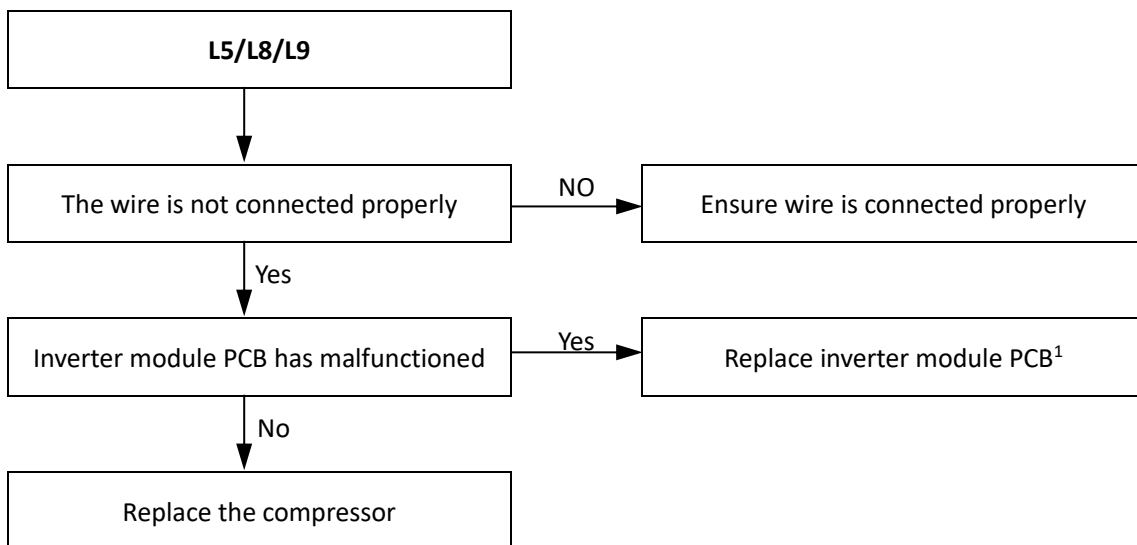 L5/L8/L9
The wire is not connected properly
NO
Ensure wire is connected properly
Yes
Inverter module PCB has malfunctioned
Yes
Replace inverter module PCB¹
No
Replace the compressor